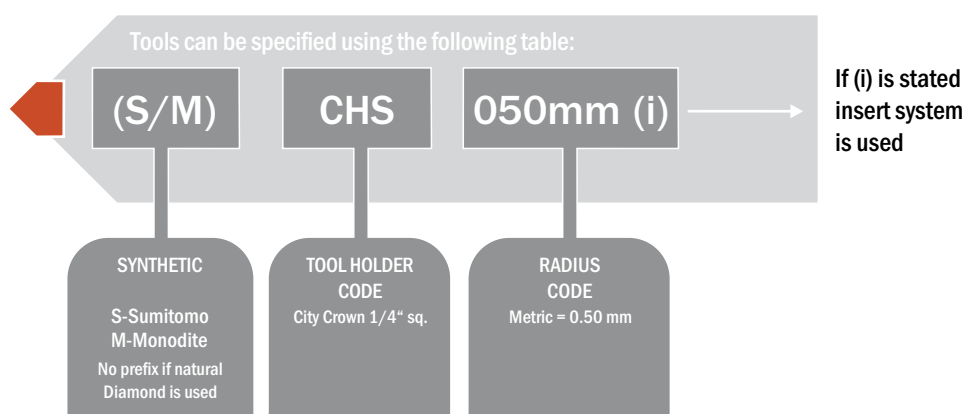 Tools can be specified using the following table:
(S/M)
CHS
050mm (i)
If (i) is stated
insert system
is used
SYNTHETIC
S-Sumitomo
M-Monodite
No prefix if natural
Diamond is used
TOOL HOLDER
CODE
City Crown 1/4“ sq.
RADIUS
CODE
Metric = 0.50 mm